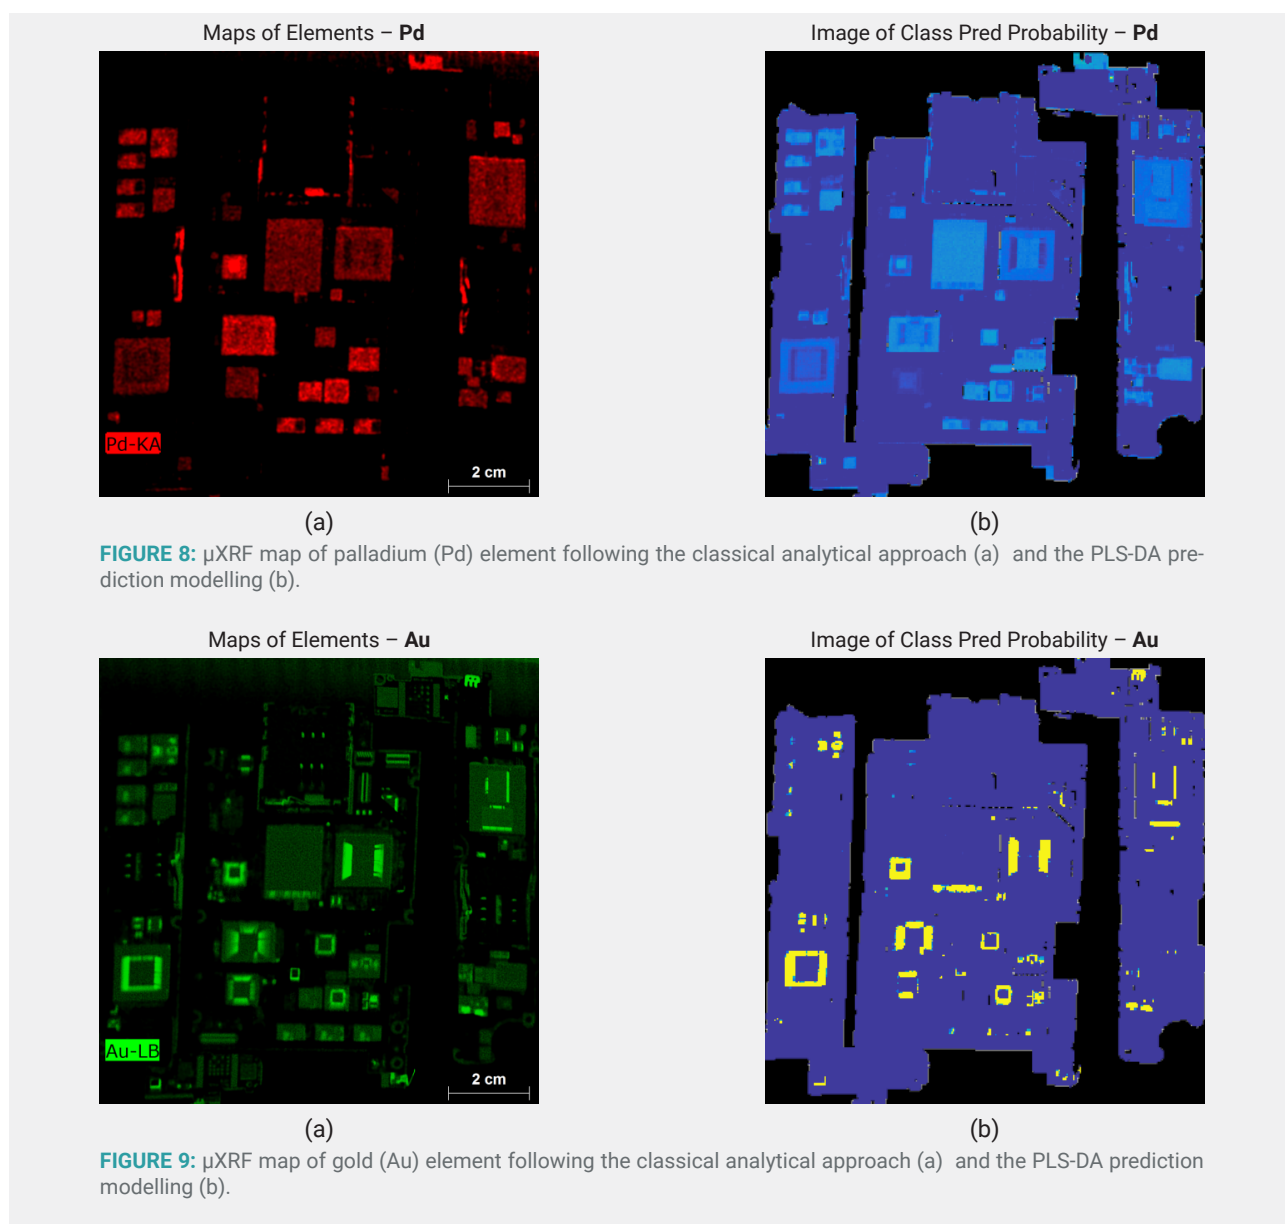 Maps of Elements – Pd
Image of Class Pred Probability – Pd
Pd-KA
2 cm
(a)
(b)
FIGURE 8: µXRF map of palladium (Pd) element following the classical analytical approach (a) and the PLS-DA pre-
diction modelling (b).
Maps of Elements – Au
Image of Class Pred Probability – Au
Au-LB
2 cm
(a)
(b)
FIGURE 9: µXRF map of gold (Au) element following the classical analytical approach (a) and the PLS-DA prediction
modelling (b).